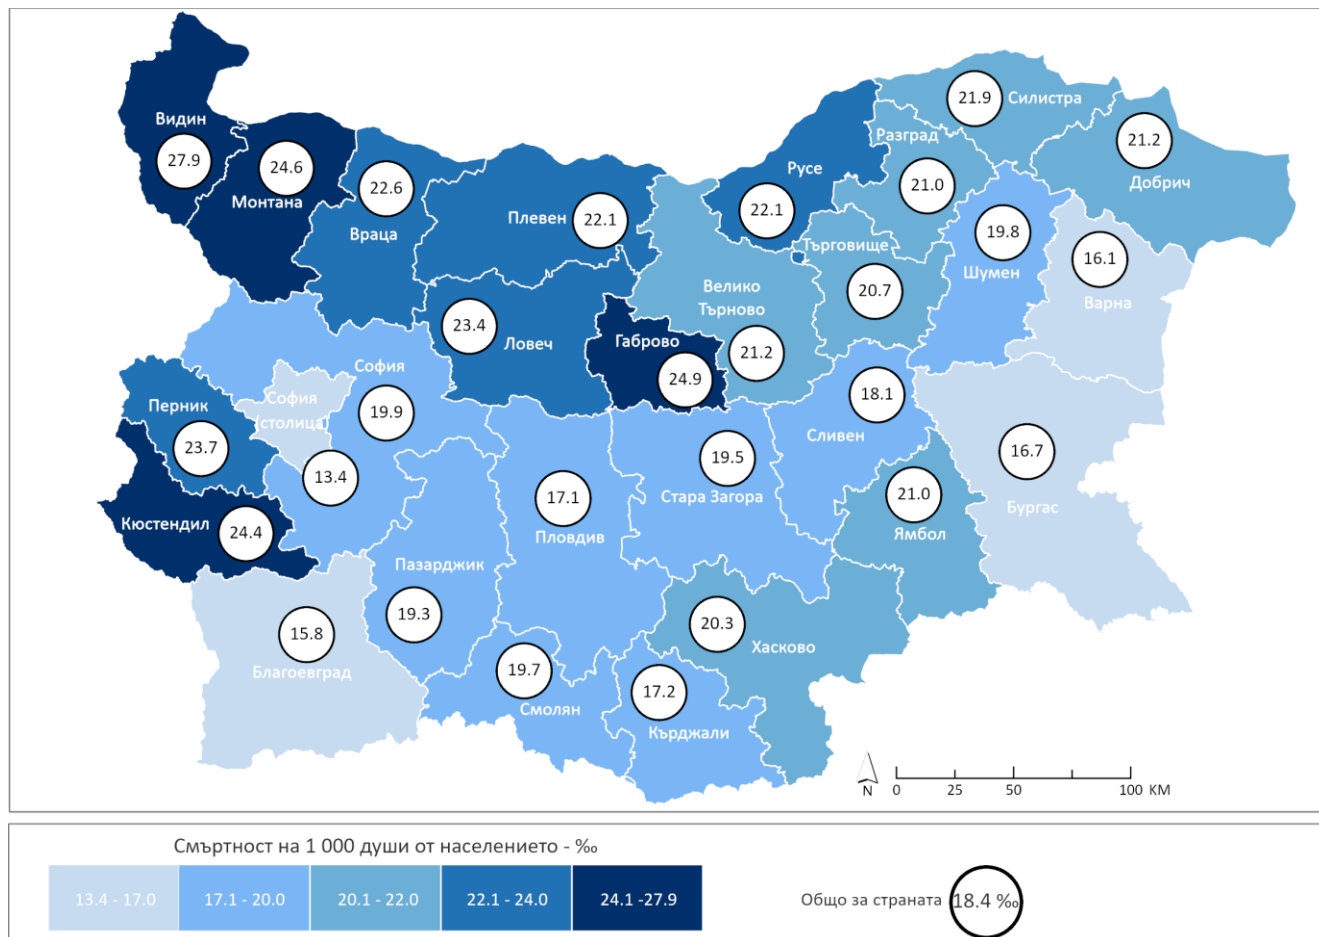 Видин
27.9
24.6
Монтана
22.6
Враца
Плевен
22.1
Русе
22.1
21.9
Силистра
Разград
21.0
21.2
Добрич
Търговище
20.7
19.8
Шумен
16.1
Варна
Велико
Търново
21.2
23.4
Ловеч
Габрово
24.9
София
19.9
София
(столица)
13.4
Перник
23.7
Кюстендил
24.4
18.1
Сливен
19.5
Стара Загора
17.1
Пловдив
16.7
Бургас
21.0
Ямбол
Пазарджик
19.3
15.8
Благоевград
19.7
Смолян
17.2
Кърджали
20.3
Хасково
N
0 25 50 100 KM
Смъртност на 1 000 души от населението - ‰
13.4 - 17.0 17.1 - 20.0 20.1 - 22.0 22.1 - 24.0 24.1 -27.9
Общо за страната 18.4 ‰